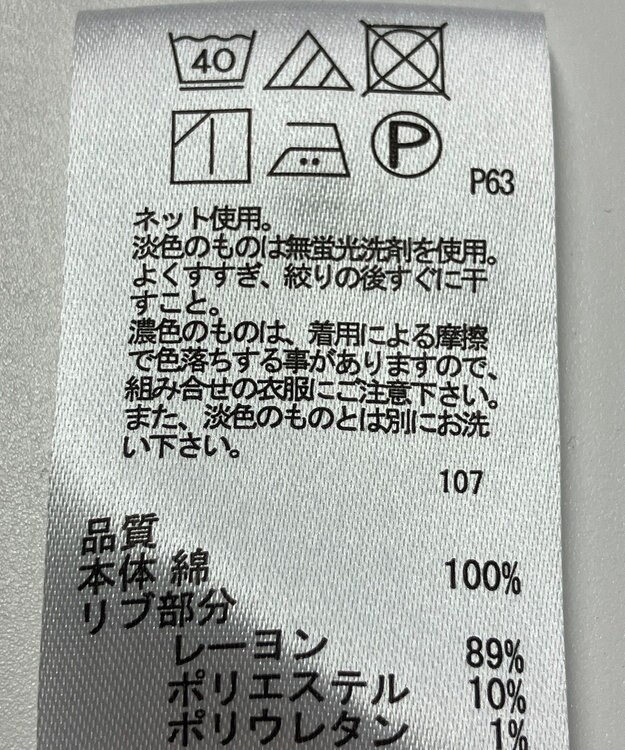 40
P
P63
ネット使用。
淡色のものは無蛍光洗剤を使用。
よくすすぎ、絞りの後すぐに干
すこと。
濃色のものは、着用による摩擦
で色落ちする事がありますので、
組み合せの衣服にご注意下さい。
また、淡色のものとは別にお洗
い下さい。
107
品質
本体 綿 100%
リブ部分
レーヨン 89%
ポリエステル 10%
ポリウレタン 1%